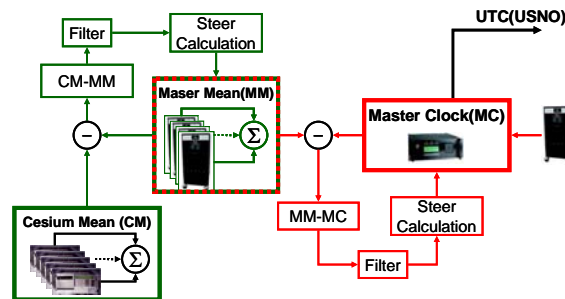 Steer
Calculation
Filter
UTC(USNO)
CM-MM
Maser Mean(MM)
Σ
−
−
Master Clock(MC)
Cesium Mean (CM)
Σ
MM-MC
Steer
Calculation
Filter